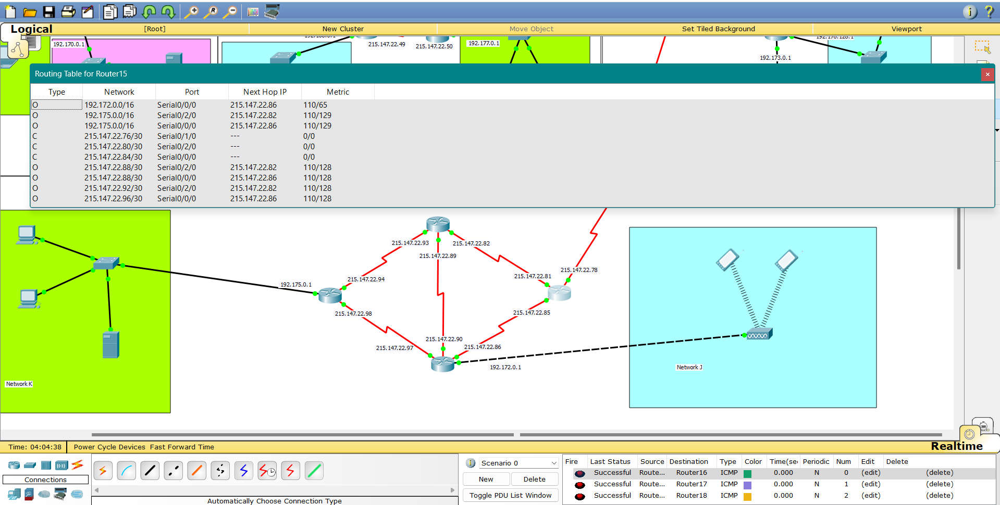 Logical
[Root]
New Cluster
Move Object
Set Tiled Background
Viewport
192.170.0.1
215.147.22.49
215.147.22.50
192.177.0.1
192.173.0.1
Routing Table for Router15
Type Network Port Next Hop IP Metric
O 192.172.0.0/16 Serial0/0/0 215.147.22.86 110/65
O 192.175.0.0/16 Serial0/2/0 215.147.22.82 110/129
O 192.175.0.0/16 Serial0/0/0 215.147.22.86 110/129
C 215.147.22.76/30 Serial0/1/0 --- 0/0
C 215.147.22.80/30 Serial0/2/0 --- 0/0
C 215.147.22.84/30 Serial0/0/0 --- 0/0
O 215.147.22.88/30 Serial0/2/0 215.147.22.82 110/128
O 215.147.22.88/30 Serial0/0/0 215.147.22.86 110/128
O 215.147.22.92/30 Serial0/2/0 215.147.22.82 110/128
O 215.147.22.96/30 Serial0/0/0 215.147.22.86 110/128
215.147.22.93
215.147.22.82
215.147.22.89
215.147.22.78
215.147.22.81
215.147.22.94
192.175.0.1
215.147.22.98
215.147.22.85
215.147.22.90
215.147.22.97
215.147.22.86
192.172.0.1
Network J
Network K
Time: 04:04:38
Power Cycle Devices Fast Forward Time
Realtime
Connections
Automatically Choose Connection Type
Scenario 0
New
Delete
Toggle PDU List Window
Fire Last Status Source Destination Type Color Time(sec Periodic Num Edit Delete
Successful Route... Router16 ICMP 0.000 N 0 (edit) (delete)
Successful Route... Router17 ICMP 0.000 N 1 (edit) (delete)
Successful Route... Router18 ICMP 0.000 N 2 (edit) (delete)